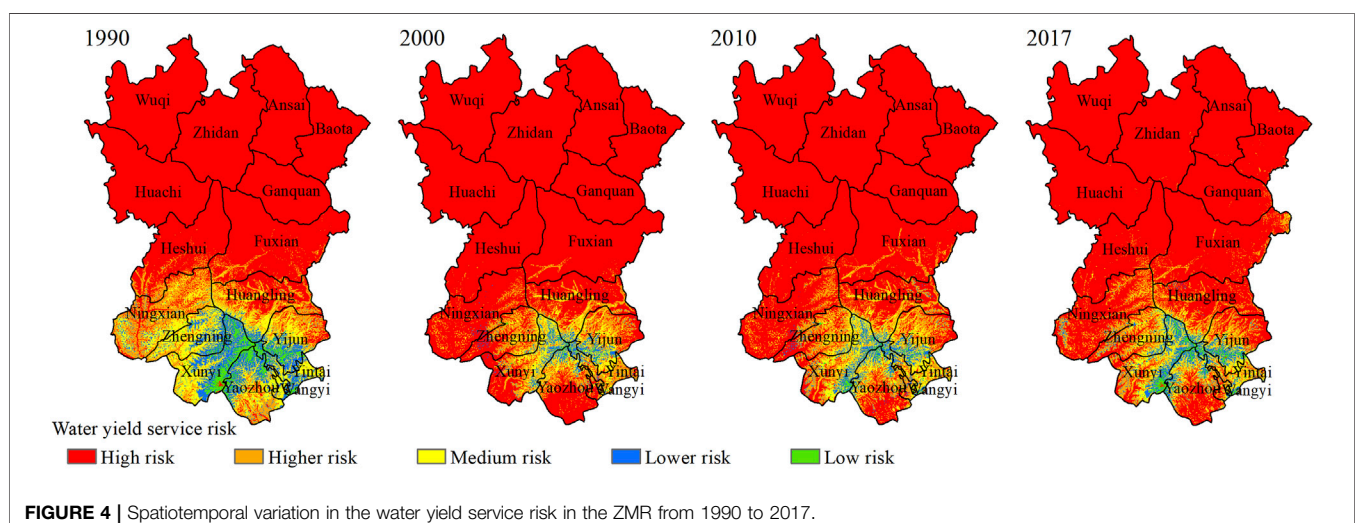 1990
2000
2010
2017
Wuqi
Ansai
Zhidan
Baota
Huachi
Ganquan
Heshui
Fuxian
Huangling
Ningxian
Zhengning
Yijun
Xunyi
Yintai
Yaozhou
Wangyi
Wuqi
Ansai
Zhidan
Baota
Huachi
Ganquan
Heshui
Fuxian
Huangling
Ningxian
Zhengning
Yijun
Xunyi
Yintai
Yaozhou
Wangyi
Wuqi
Ansai
Zhidan
Baota
Huachi
Ganquan
Heshui
Fuxian
Huangling
Ningxian
Zhengning
Yijun
Xunyi
Yintai
Yaozhou
Wangyi
Wuqi
Ansai
Zhidan
Baota
Huachi
Ganquan
Heshui
Fuxian
Huangling
Ningxian
Zhengning
Yijun
Xunyi
Yintai
Yaozhou
Wangyi
Water yield service risk
High risk Higher risk Medium risk Lower risk Low risk
FIGURE 4 | Spatiotemporal variation in the water yield service risk in the ZMR from 1990 to 2017.